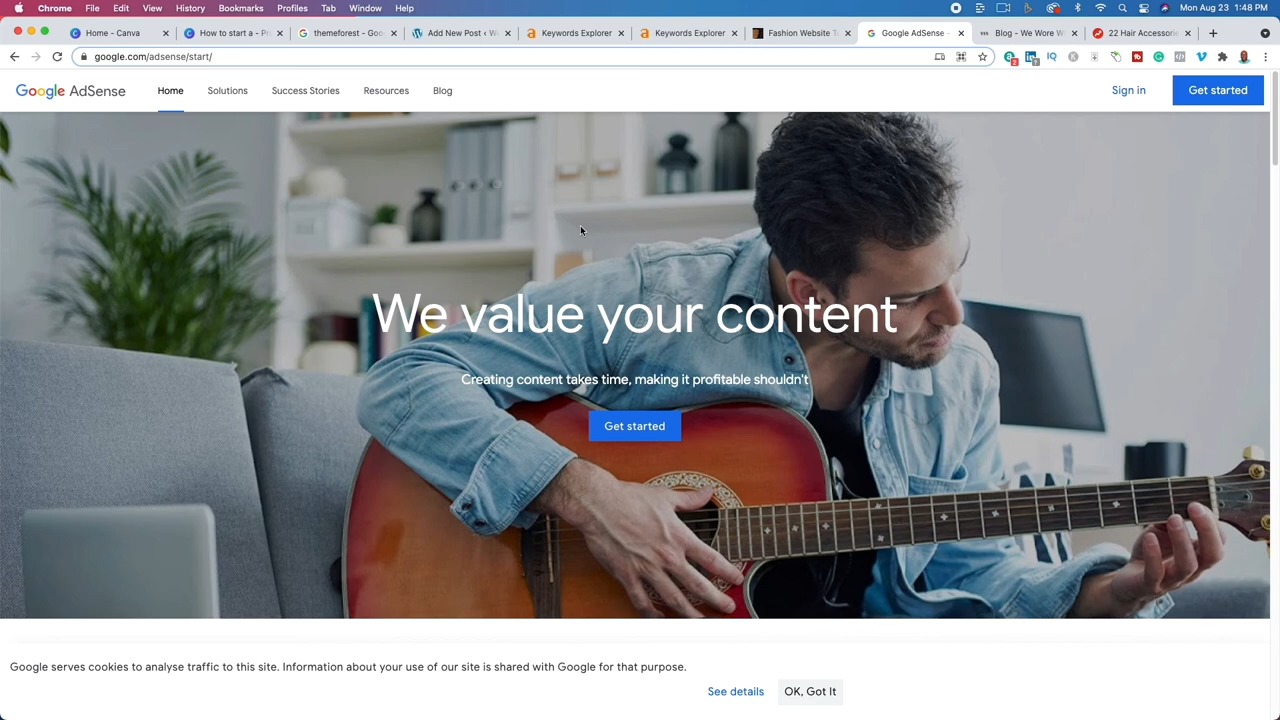 Chrome File Edit View History Bookmarks Profiles Tab Window Help Mon Aug 23 1:48 PM
Home - Canva How to start a - Pr themeforest - Goo Add New Post ‹ W Keywords Explorer Keywords Explorer Fashion Website T Google AdSense - Blog - We Wore W 22 Hair Accessorie
google.com/adsense/start/
Google AdSense Home Solutions Success Stories Resources Blog Sign in Get started
We value your content
Creating content takes time, making it profitable shouldn't
Get started
Google serves cookies to analyse traffic to this site. Information about your use of our site is shared with Google for that purpose.
See details OK, Got It